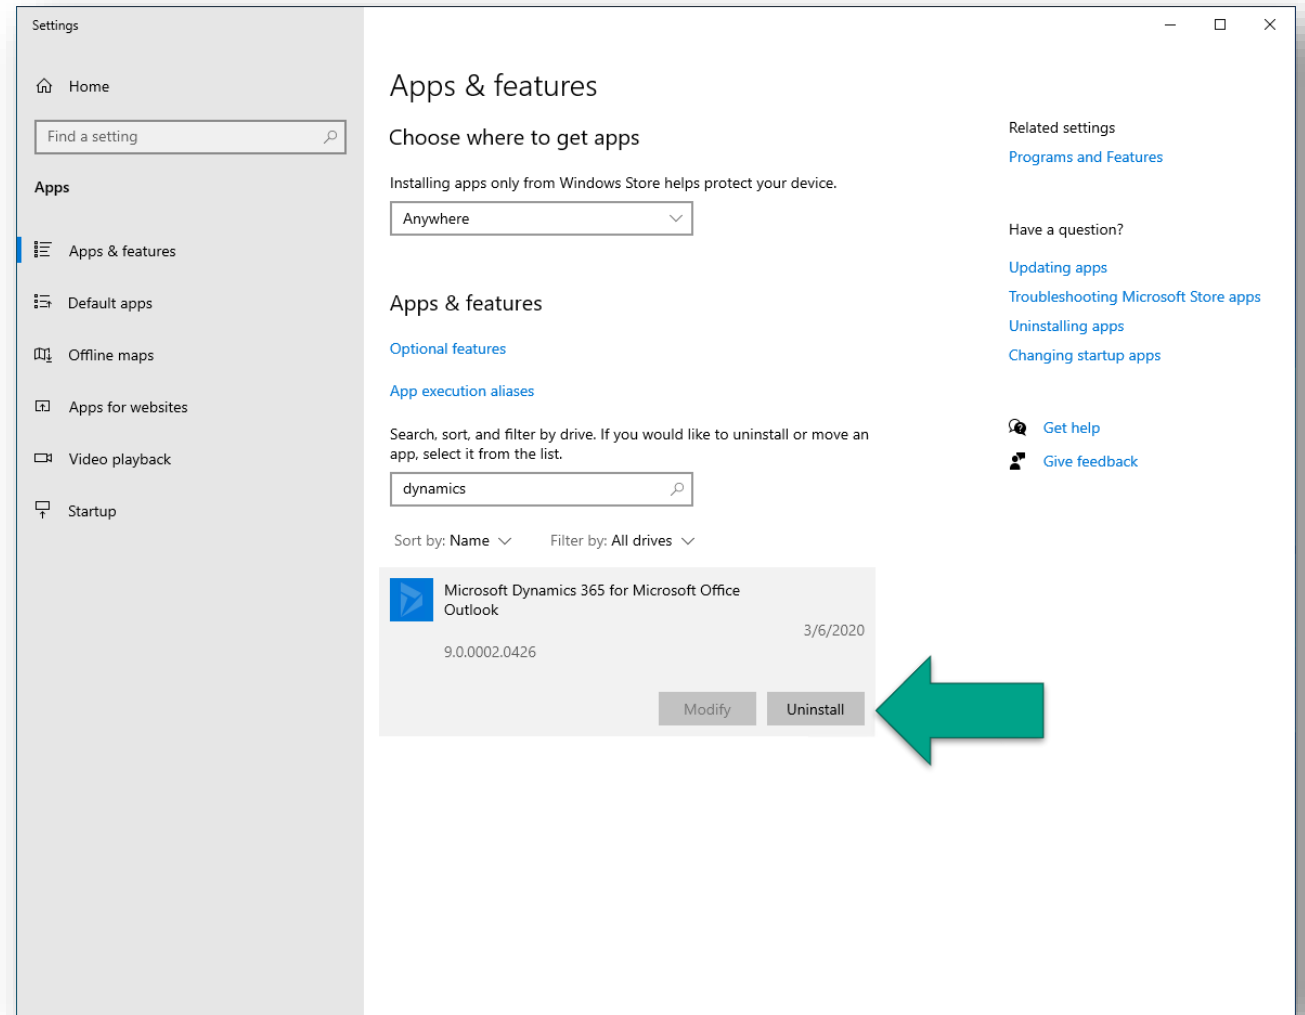 Settings
Home
Find a setting
Apps
Apps & features
Default apps
Offline maps
Apps for websites
Video playback
Startup
Apps & features
Choose where to get apps
Installing apps only from Windows Store helps protect your device.
Anywhere
Apps & features
Optional features
App execution aliases
Search, sort, and filter by drive. If you would like to uninstall or move an
app, select it from the list.
dynamics
Sort by: Name Filter by: All drives
Microsoft Dynamics 365 for Microsoft Office
Outlook
3/6/2020
9.0.0002.0426
Modify Uninstall
Related settings
Programs and Features
Have a question?
Updating apps
Troubleshooting Microsoft Store apps
Uninstalling apps
Changing startup apps
Get help
Give feedback